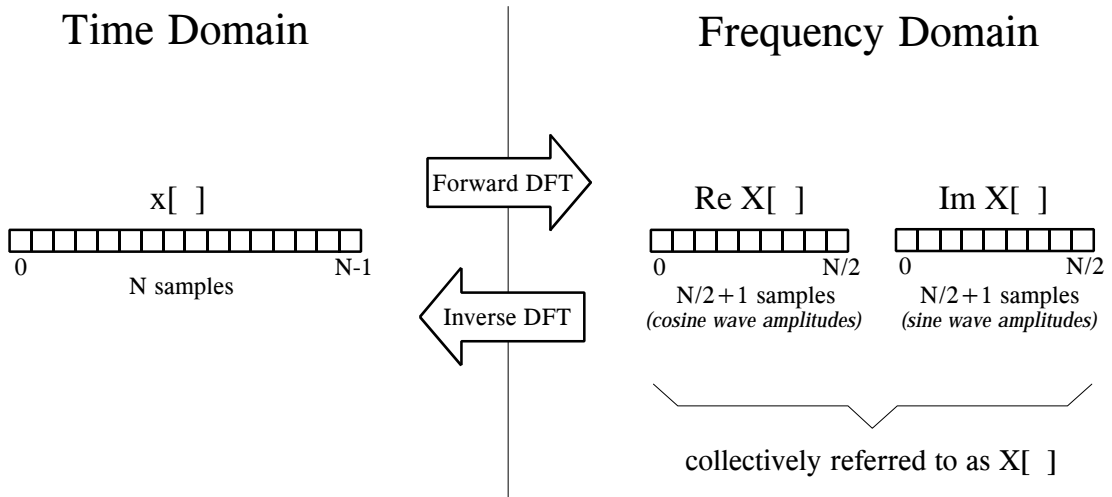 Time Domain
Frequency Domain
Forward DFT
x[ ]
Re X[ ]
Im X[ ]
0
N-1
N samples
0
N/2
0
N/2
N/2+1 samples
(cosine wave amplitudes)
N/2+1 samples
(sine wave amplitudes)
Inverse DFT
collectively referred to as X[ ]